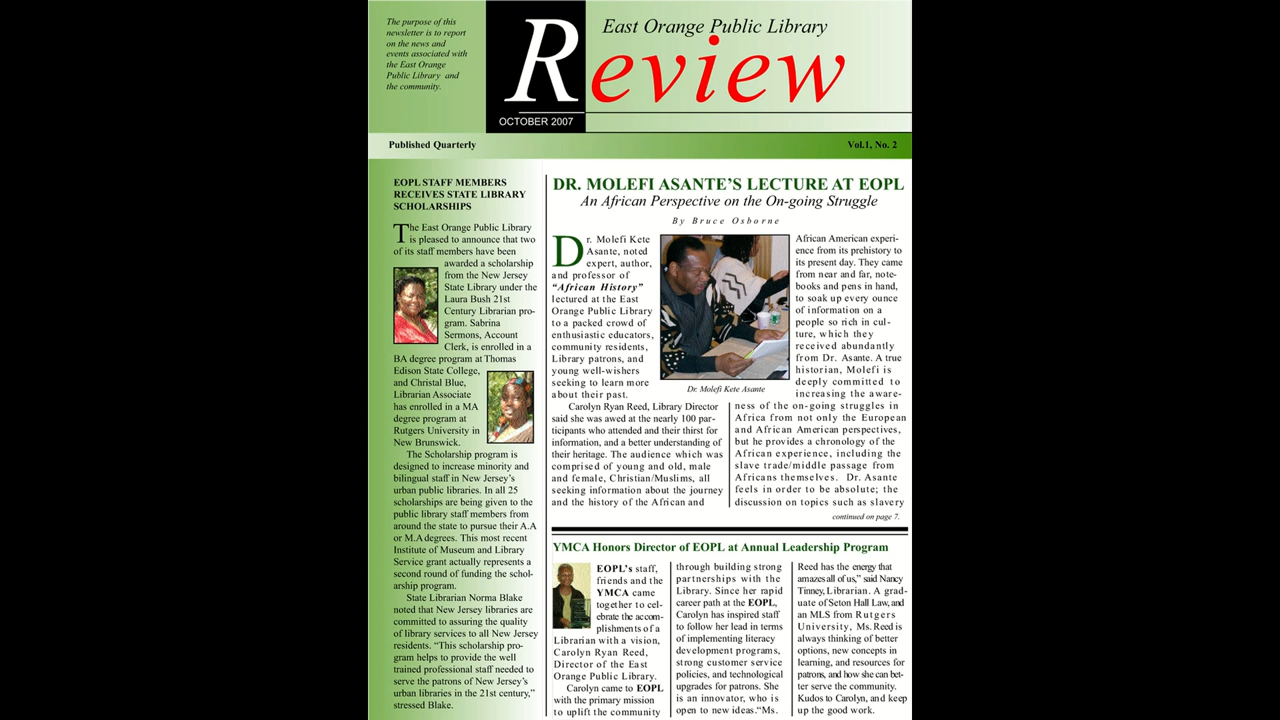 The purpose of this
newsletter is to report
on the news and
events associated with
the East Orange
Public Library and
the community.
East Orange Public Library
Review
OCTOBER 2007
Published Quarterly
Vol.1, No. 2
EOPL STAFF MEMBERS
RECEIVES STATE LIBRARY
SCHOLARSHIPS
The East Orange Public Library
is pleased to announce that two
of its staff members have been
awarded a scholarship
from the New Jersey
State Library under the
Laura Bush 21st
Century Librarian pro-
gram. Sabrina
Sermons, Account
Clerk, is enrolled in a
BA degree program at Thomas
Edison State College,
and Christal Blue,
Librarian Associate
has enrolled in a MA
degree program at
Rutgers University in
New Brunswick.
The Scholarship program is
designed to increase minority and
bilingual staff in New Jersey's
urban public libraries. In all 25
scholarships are being given to the
public library staff members from
around the state to pursue their A.A
or M.A degrees. This most recent
Institute of Museum and Library
Service grant actually represents a
second round of funding the schol-
arship program.
State Librarian Norma Blake
noted that New Jersey libraries are
committed to assuring the quality
of library services to all New Jersey
residents. “This scholarship pro-
gram helps to provide the well
trained professional staff needed to
serve the patrons of New Jersey's
urban libraries in the 21st century,”
stressed Blake.
DR. MOLEFI ASANTE’S LECTURE AT EOPL
An African Perspective on the On-going Struggle
By Bruce Osborne
Dr. Molefi Kete
Asante, noted
expert, author,
and professor of
“African History”
lectured at the East
Orange Public Library
to a packed crowd of
enthusiastic educators,
community residents,
Library patrons, and
young well-wishers
seeking to learn more
about their past.
Carolyn Ryan Reed, Library Director
said she was awed at the nearly 100 par-
ticipants who attended and their thirst for
information, and a better understanding of
their heritage. The audience which was
comprised of young and old, male
and female, Christian/Muslims, all
seeking information about the journey
and the history of the African and
Dr. Molefi Kete Asante
African American experi-
ence from its prehistory to
its present day. They came
from near and far, note-
books and pens in hand,
to soak up every ounce
of information on a
people so rich in cul-
ture, which they
received abundantly
from Dr. Asante. A true
historian, Molefi is
deeply committed to
increasing the aware-
ness of the on-going struggles in
Africa from not only the European
and African American perspectives,
but he provides a chronology of the
African experience, including the
slave trade/middle passage from
Africans themselves. Dr. Asante
feels in order to be absolute; the
discussion on topics such as slavery
continued on page 7.
YMCA Honors Director of EOPL at Annual Leadership Program
EOPL’s staff,
friends and the
YMCA came
together to cel-
ebrate the accom-
plishments of a
Librarian with a vision,
Carolyn Ryan Reed,
Director of the East
Orange Public Library.
Carolyn came to EOPL
with the primary mission
to uplift the community
through building strong
partnerships with the
Library. Since her rapid
career path at the EOPL,
Carolyn has inspired staff
to follow her lead in terms
of implementing literacy
development programs,
strong customer service
policies, and technological
upgrades for patrons. She
is an innovator, who is
open to new ideas.“Ms.
Reed has the energy that
amazes all of us,” said Nancy
Tinney, Librarian. A grad-
uate of Seton Hall Law, and
an MLS from Rutgers
University, Ms. Reed is
always thinking of better
options, new concepts in
learning, and resources for
patrons, and how she can bet-
ter serve the community.
Kudos to Carolyn, and keep
up the good work.